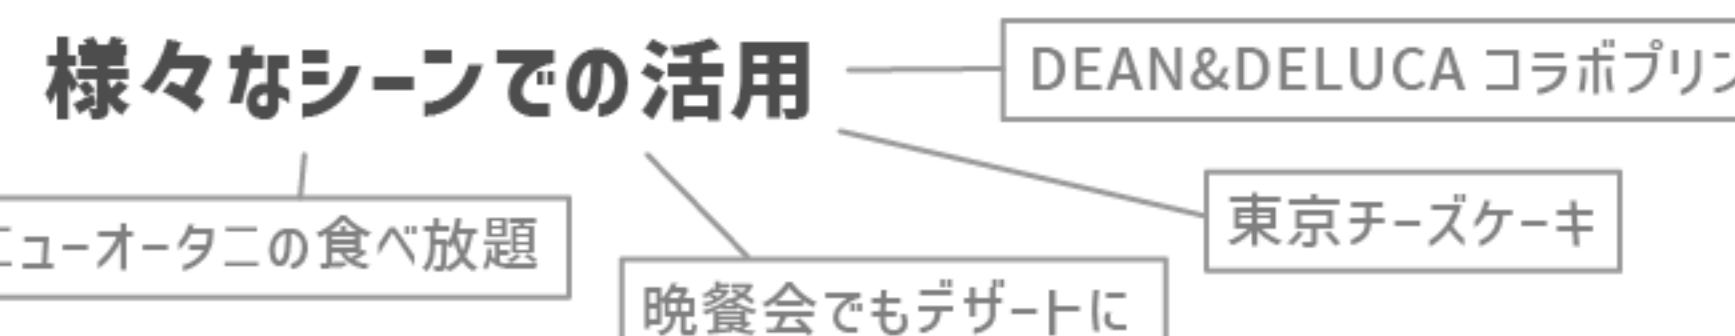 様々なシーンでの活用
DEAN&DELUCA コラボプリン
ニューオータニの食べ放題
東京チーズケーキ
晩餐会でもデザートに